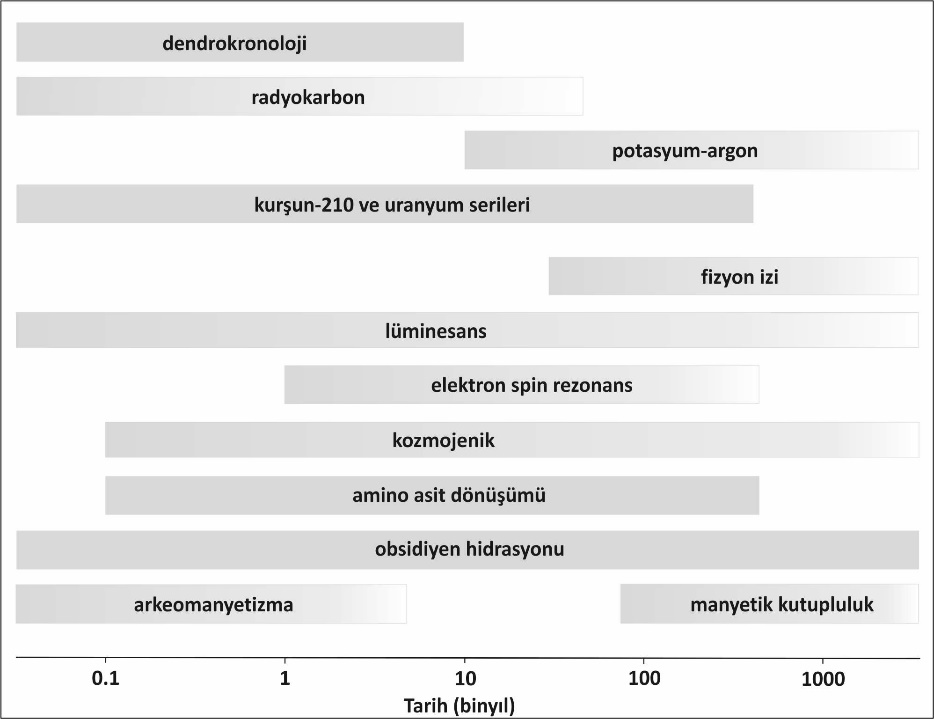 dendrokronoloji
radyokarbon
potasyum-argon
kurşun-210 ve uranyum serileri
fizyon izi
lüminesans
elektron spin rezonans
kozmojenik
amino asit dönüşümü
obsidiyen hidrasyonu
arkeomanyetizma manyetik kutupluluk
0.1 1 10 100 1000
Tarih (binyıl)